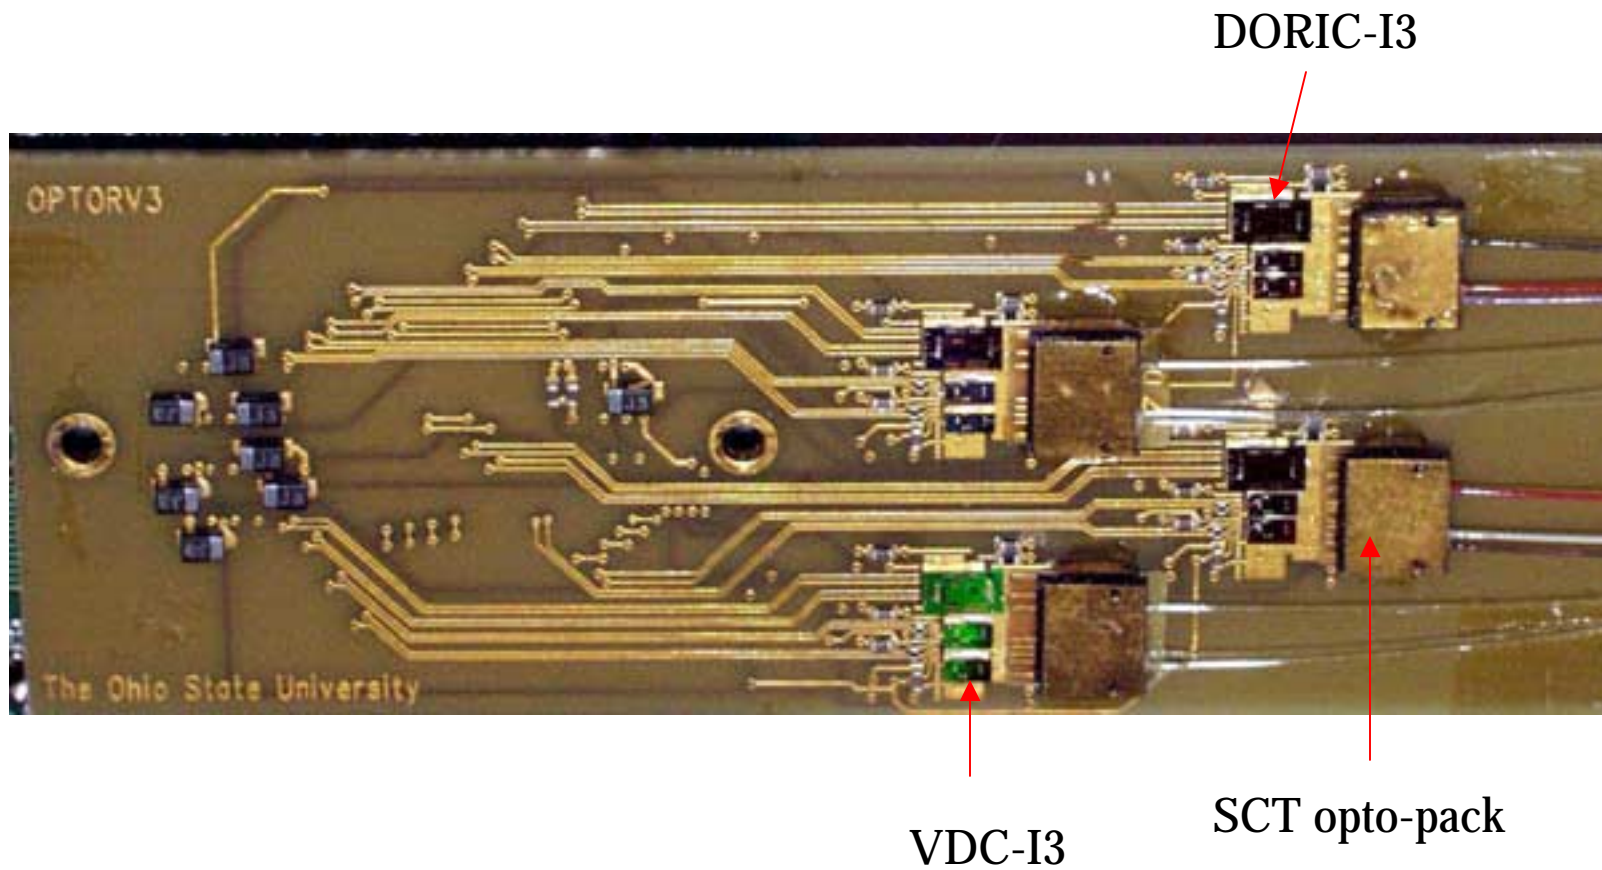 DORIC-I3
OPTORV3
The Ohio State University
SCT opto-pack
VDC-I3